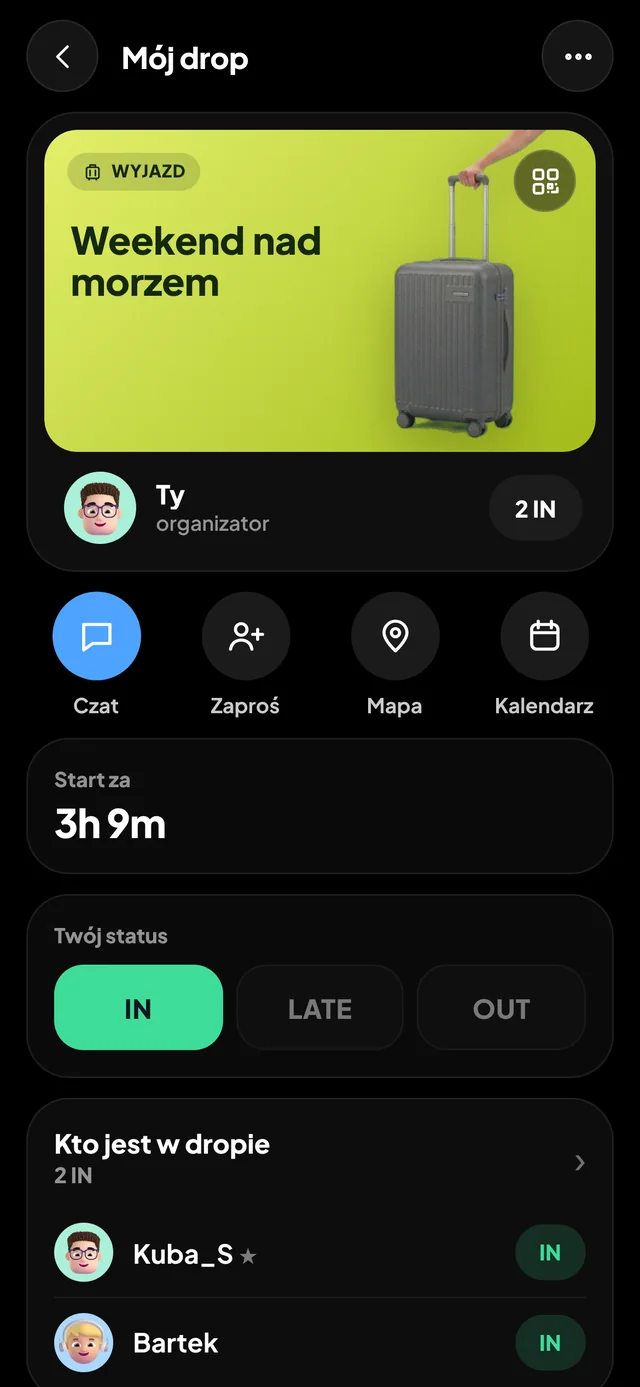 Mój drop
WYJAZD
Weekend nad
morzem
Ty
organizator
2 IN
Czat
Zaproś
Mapa
Kalendarz
Start za
3h 9m
Twój status
IN
LATE
OUT
Kto jest w dropie
2 IN
Kuba_S ★
IN
Bartek
IN